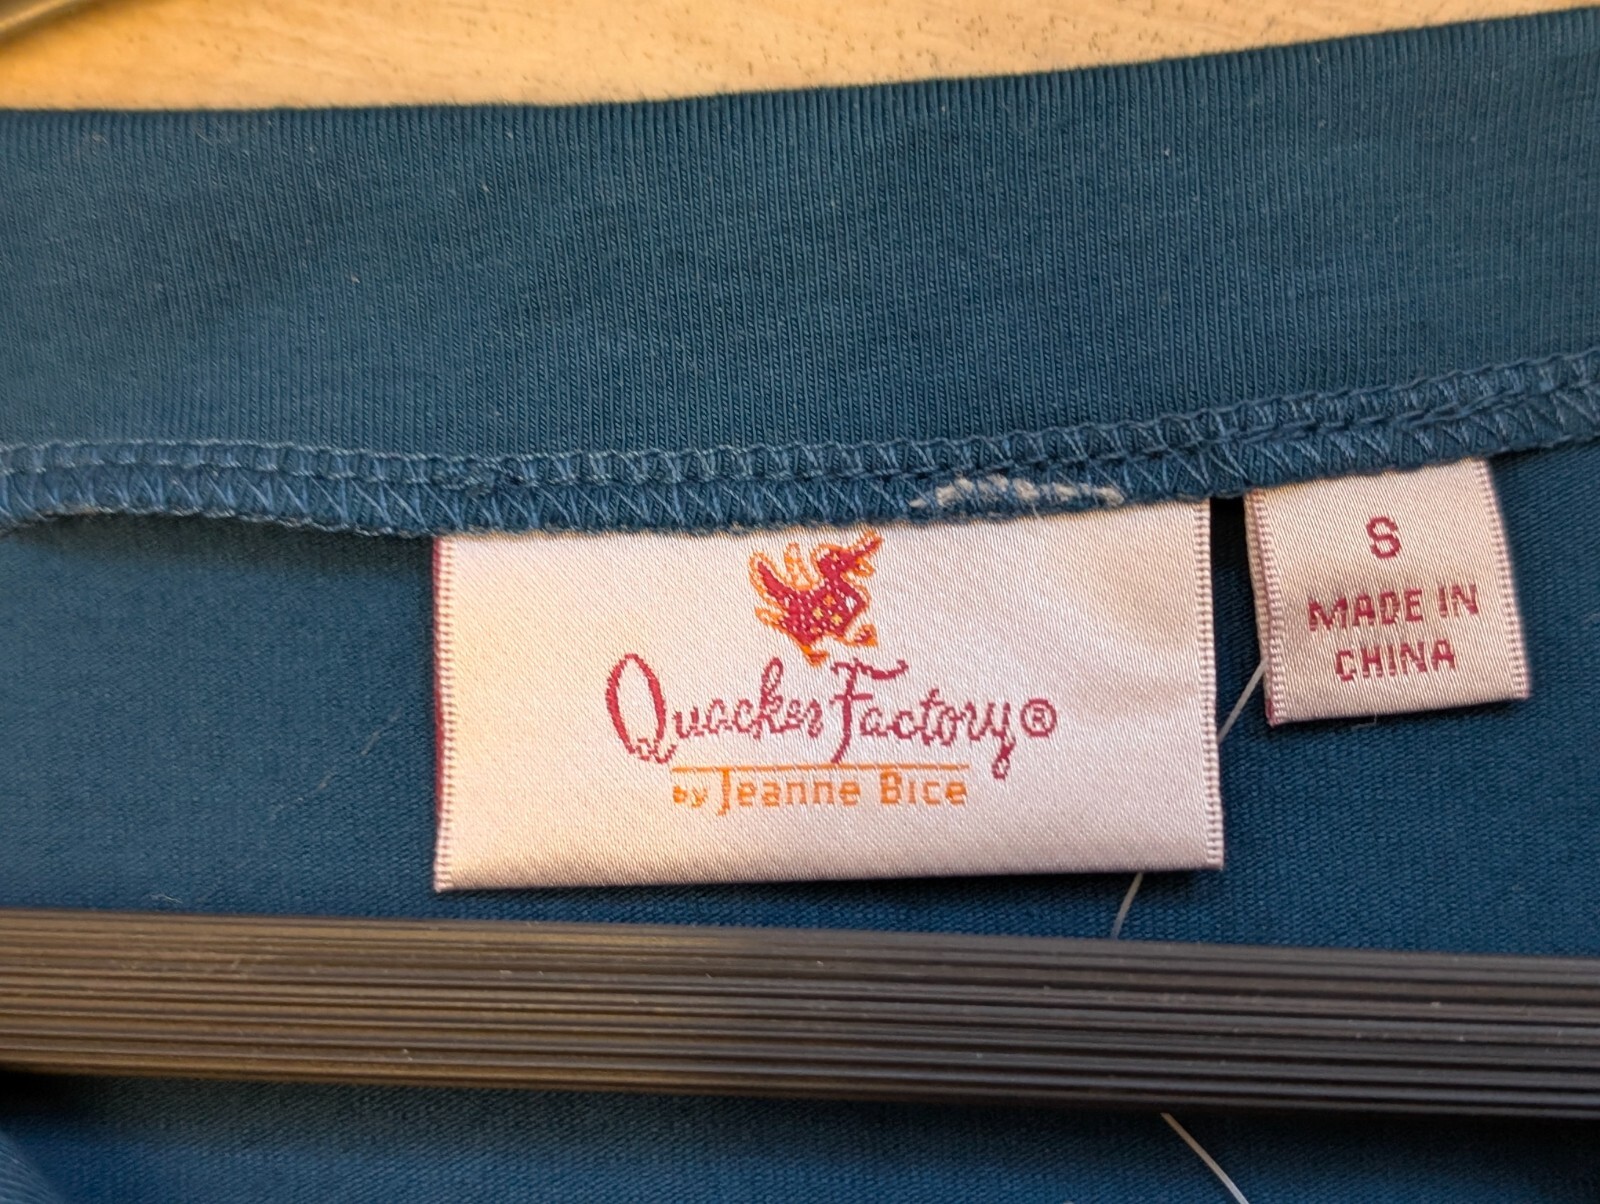 Quacker Factory®
by Jeanne Bice
S
MADE IN
CHINA